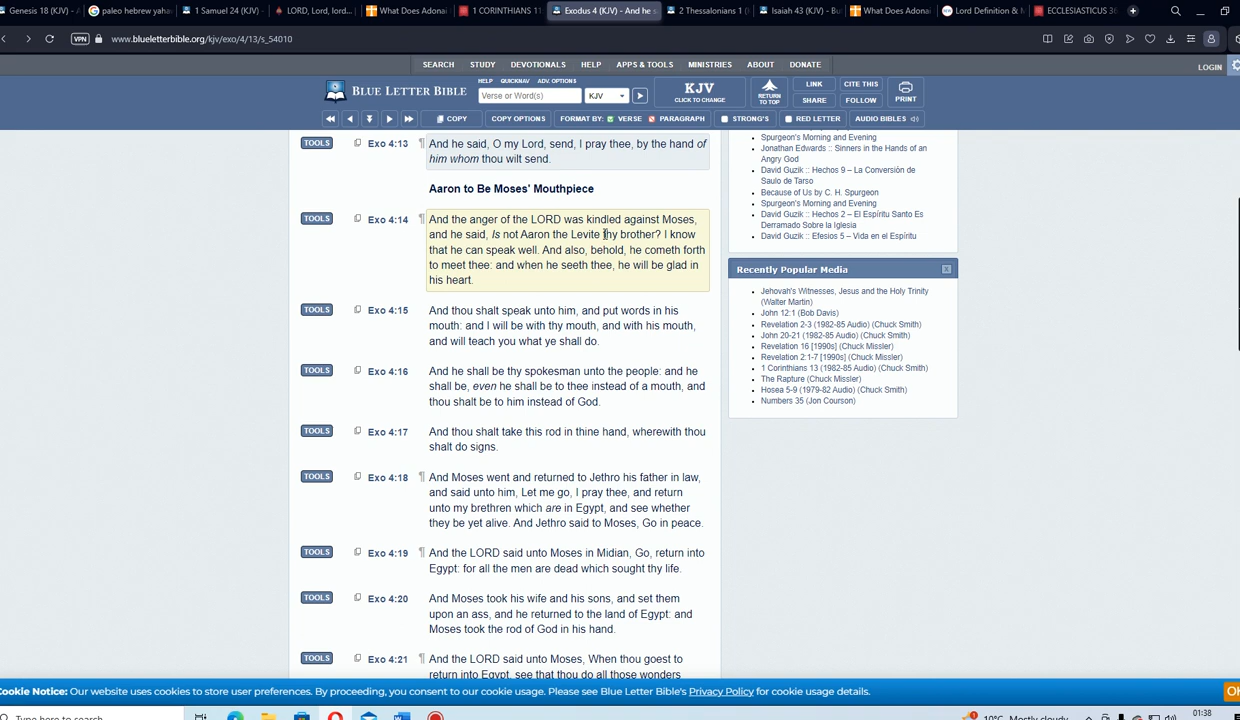 Genesis 18 (KJV) - A
paleo hebrew yaha
1 Samuel 24 (KJV) -
LORD, Lord, lord...
What Does Adonai
1 CORINTHIANS 11
Exodus 4 (KJV) - And he s
2 Thessalonians 1 (
Isaiah 43 (KJV) - Bu
What Does Adonai
Lord Definition & M
ECCLESIASTICUS 36
VPN
www.blueletterbible.org/kjv/exo/4/13/s_54010
SEARCH STUDY DEVOTIONALS HELP APPS & TOOLS MINISTRIES ABOUT DONATE
LOGIN
BLUE LETTER BIBLE
HELP QUICKNAV ADV. OPTIONS
Verse or Word(s)
KJV
KJV
CLICK TO CHANGE
RETURN
TO TOP
LINK
CITE THIS
SHARE
FOLLOW
PRINT
COPY COPY OPTIONS FORMAT BY: VERSE PARAGRAPH STRONG'S RED LETTER AUDIO BIBLES
TOOLS Exo 4:13 ¶ And he said, O my Lord, send, I pray thee, by the hand of
him whom thou wilt send.
Aaron to Be Moses' Mouthpiece
TOOLS Exo 4:14 ¶ And the anger of the LORD was kindled against Moses,
and he said, Is not Aaron the Levite thy brother? I know
that he can speak well. And also, behold, he cometh forth
to meet thee: and when he seeth thee, he will be glad in
his heart.
TOOLS Exo 4:15 And thou shalt speak unto him, and put words in his
mouth: and I will be with thy mouth, and with his mouth,
and will teach you what ye shall do.
TOOLS Exo 4:16 And he shall be thy spokesman unto the people: and he
shall be, even he shall be to thee instead of a mouth, and
thou shalt be to him instead of God.
TOOLS Exo 4:17 And thou shalt take this rod in thine hand, wherewith thou
shalt do signs.
TOOLS Exo 4:18 ¶ And Moses went and returned to Jethro his father in law,
and said unto him, Let me go, I pray thee, and return
unto my brethren which are in Egypt, and see whether
they be yet alive. And Jethro said to Moses, Go in peace.
TOOLS Exo 4:19 ¶ And the LORD said unto Moses in Midian, Go, return into
Egypt: for all the men are dead which sought thy life.
TOOLS Exo 4:20 And Moses took his wife and his sons, and set them
upon an ass, and he returned to the land of Egypt: and
Moses took the rod of God in his hand.
TOOLS Exo 4:21 ¶ And the LORD said unto Moses, When thou goest to
return into Egypt, see that thou do all those wonders
Spurgeon's Morning and Evening
Jonathan Edwards :: Sinners in the Hands of an
Angry God
David Guzik :: Hechos 9 – La Conversión de
Saulo de Tarso
Because of Us by C. H. Spurgeon
Spurgeon's Morning and Evening
David Guzik :: Hechos 2 – El Espíritu Santo Es
Derramado Sobre la Iglesia
David Guzik :: Efesios 5 – Vida en el Espíritu
Recently Popular Media
Jehovah's Witnesses, Jesus and the Holy Trinity
(Walter Martin)
John 12:1 (Bob Davis)
Revelation 2-3 (1982-85 Audio) (Chuck Smith)
John 20-21 (1982-85 Audio) (Chuck Smith)
Revelation 16 [1990s] (Chuck Missler)
Revelation 2:1-7 [1990s] (Chuck Missler)
1 Corinthians 13 (1982-85 Audio) (Chuck Smith)
The Rapture (Chuck Missler)
Hosea 5-9 (1979-82 Audio) (Chuck Smith)
Numbers 35 (Jon Courson)
Cookie Notice: Our website uses cookies to store user preferences. By proceeding, you consent to our cookie usage. Please see Blue Letter Bible's Privacy Policy for cookie usage details.
Type here to search
10°C Mostly cloudy
01:38